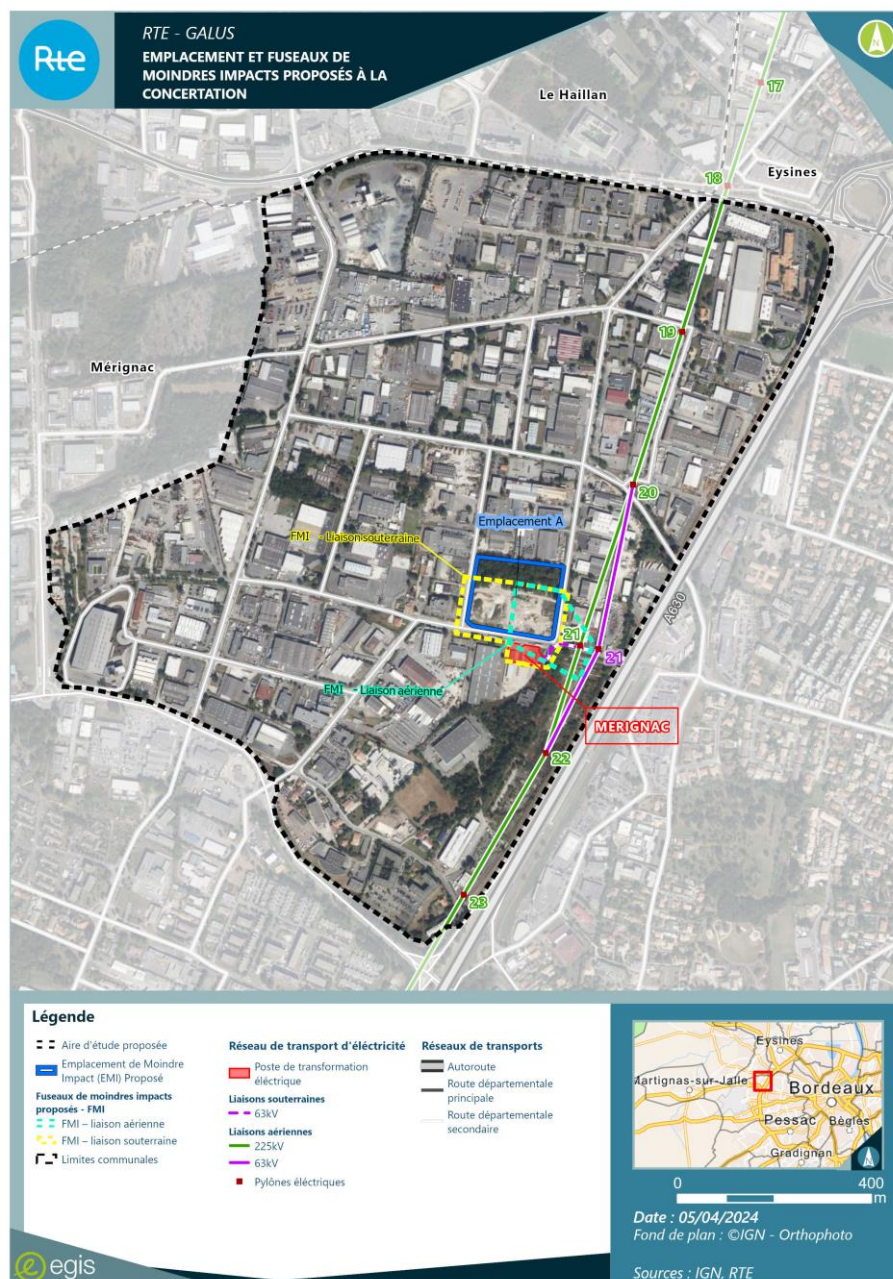 Rte
RTE - GALUS
EMPLACEMENT ET FUSEAUX DE
MOINDRES IMPACTS PROPOSÉS À LA
CONCERTATION
N
17
Le Haillan
18
Eysines
19
Mérignac
20
Emplacement A
FMI - Liaison souterraine
A630
21
21
FMI - Liaison aérienne
MERIGNAC
22
23
Légende
Aire d'étude proposée
Emplacement de Moindre
Impact (EMI) Proposé
Fuseaux de moindres impacts
proposés - FMI
FMI – liaison aérienne
FMI – liaison souterraine
Limites communales
Réseau de transport d'éléctricité
Poste de transformation
éléctrique
Liaisons souterraines
63kV
Liaisons aériennes
225kV
63kV
Pylônes éléctriques
Réseaux de transports
Autoroute
Route départementale
principale
Route départementale
secondaire
Eysines
Martignas-sur-Jalle
Bordeaux
Pessac
Bègles
Gradignan
0
400
m
Date : 05/04/2024
Fond de plan : ©IGN - Orthophoto
Sources : IGN, RTE
egis